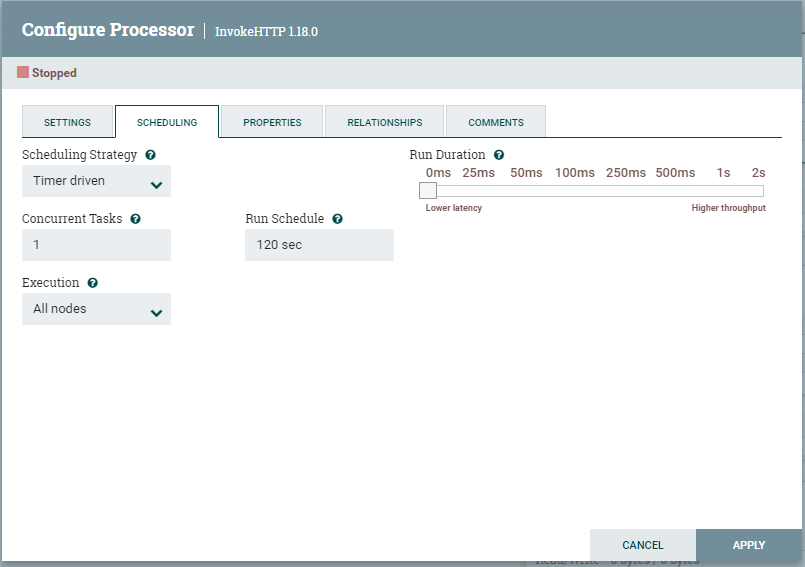 Configure Processor | InvokeHTTP 1.18.0
Stopped
SETTINGS SCHEDULING PROPERTIES RELATIONSHIPS COMMENTS
Scheduling Strategy
Timer driven
Run Duration
0ms 25ms 50ms 100ms 250ms 500ms 1s 2s
Lower latency Higher throughput
Concurrent Tasks
1
Run Schedule
120 sec
Execution
All nodes
CANCEL APPLY